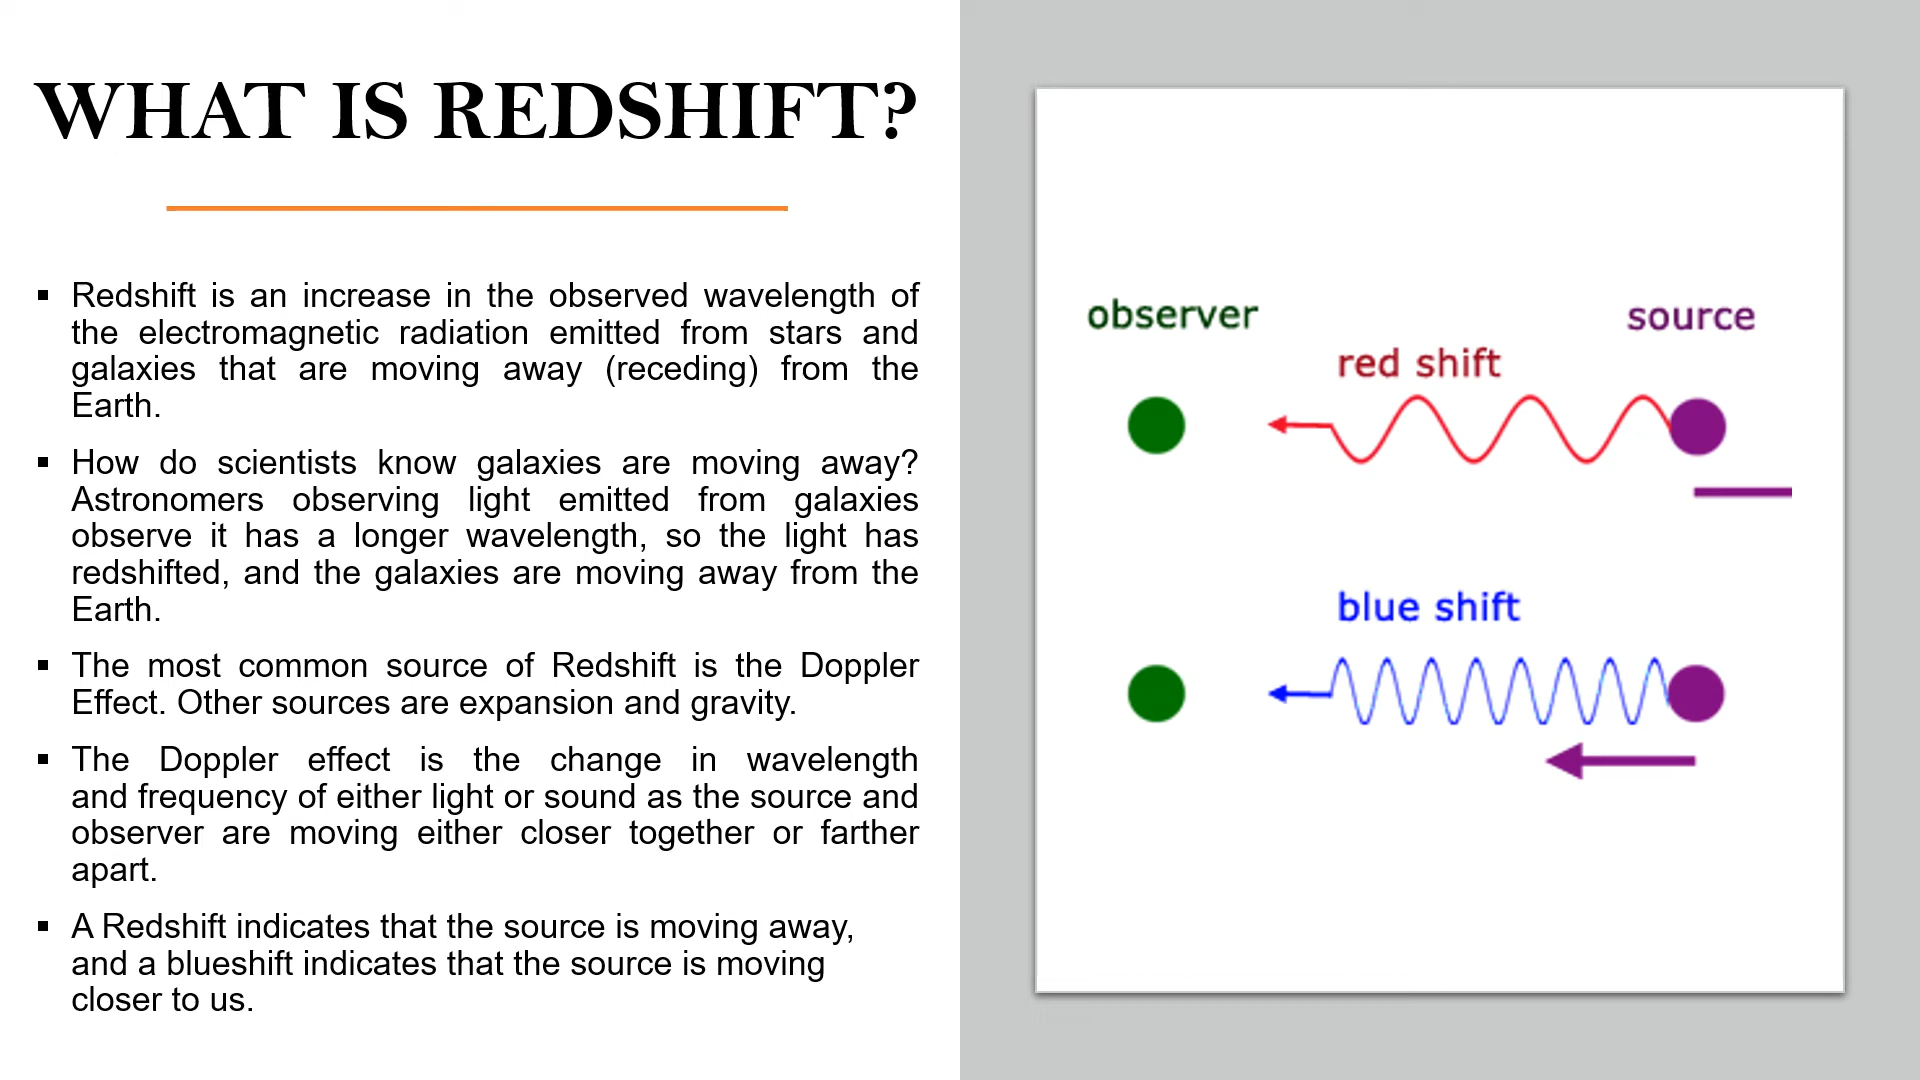 WHAT IS REDSHIFT?
▪ Redshift is an increase in the observed wavelength of
the electromagnetic radiation emitted from stars and
galaxies that are moving away (receding) from the
Earth.
▪ How do scientists know galaxies are moving away?
Astronomers observing light emitted from galaxies
observe it has a longer wavelength, so the light has
redshifted, and the galaxies are moving away from the
Earth.
▪ The most common source of Redshift is the Doppler
Effect. Other sources are expansion and gravity.
▪ The Doppler effect is the change in wavelength
and frequency of either light or sound as the source and
observer are moving either closer together or farther
apart.
▪ A Redshift indicates that the source is moving away,
and a blueshift indicates that the source is moving
closer to us.
observer
source
red shift
blue shift